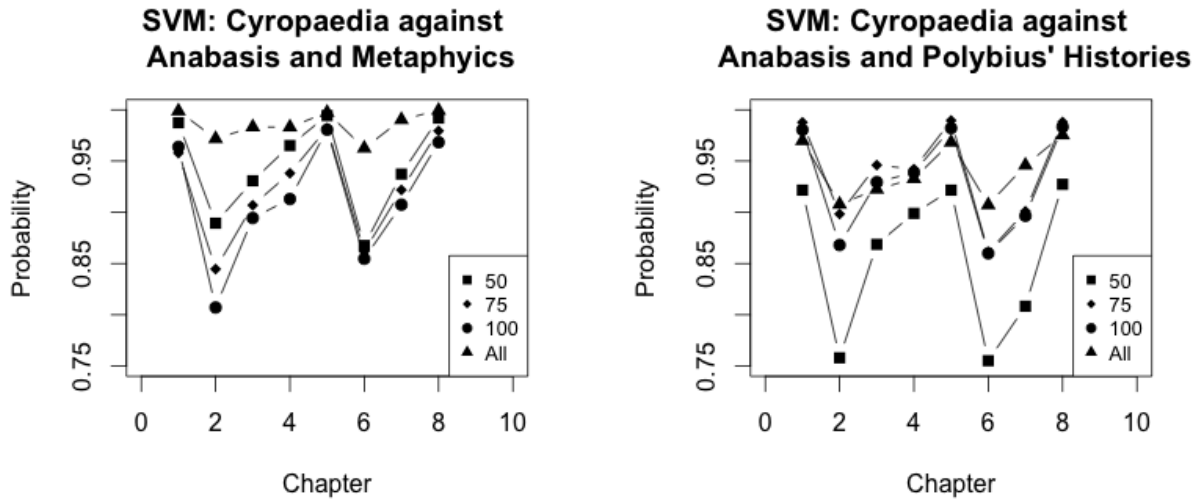 SVM: Cyropaedia against
Anabasis and Metaphyics
Probability
0.95
0.85
0.75
50
75
100
All
0 2 4 6 8 10
Chapter
SVM: Cyropaedia against
Anabasis and Polybius' Histories
Probability
0.95
0.85
0.75
50
75
100
All
0 2 4 6 8 10
Chapter